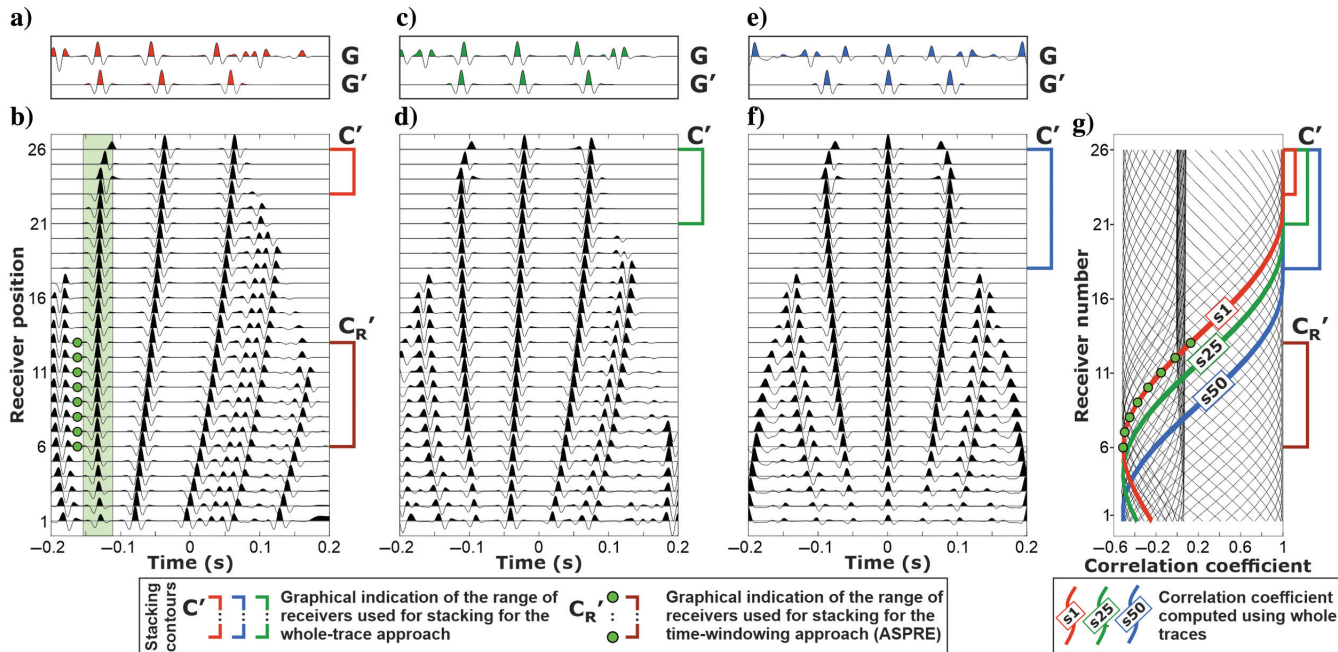 a)
c)
e)
G
G′
G
G′
G
G′
b)
d)
f)
g)
C′
C′
C′
C′
C_R′
C_R′
Receiver position
26
21
16
11
6
1
−0.2 −0.1 0 0.1 0.2
Time (s)
−0.2 −0.1 0 0.1 0.2
Time (s)
−0.2 −0.1 0 0.1 0.2
Time (s)
Receiver number
26
21
16
11
6
1
s1
s25
s50
−0.6 −0.2 0.2 0.6 1
Correlation coefficient
Stacking
contours
C′
Graphical indication of the range of
receivers used for stacking for the
whole-trace approach
C_R′
Graphical indication of the range of
receivers used for stacking for the
time-windowing approach (ASPRE)
s1
s25
s50
Correlation coefficient
computed using whole
traces